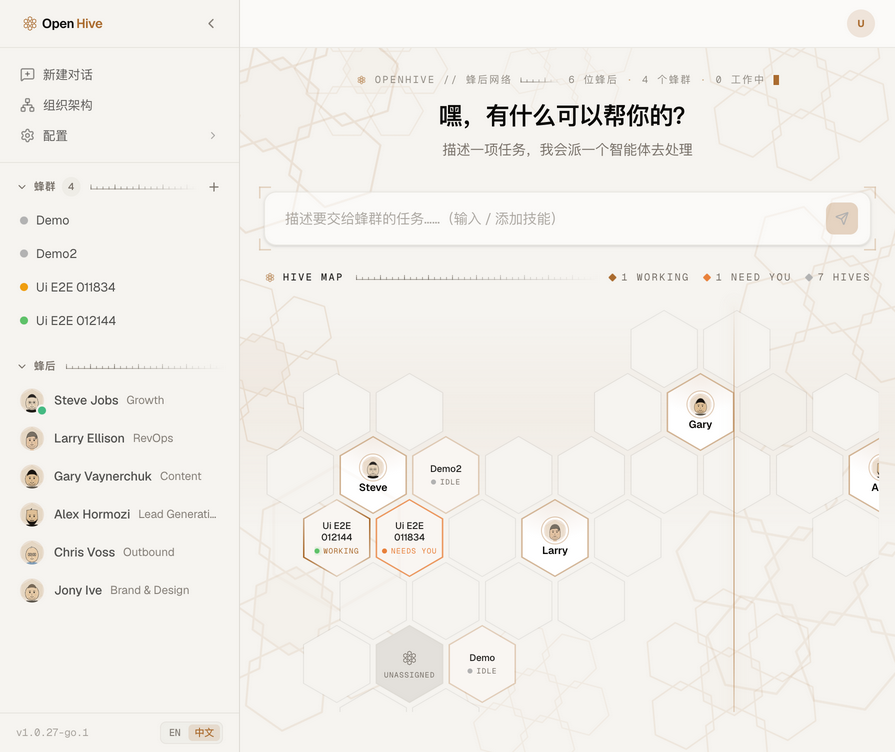 Open Hive
U
新建对话
组织架构
配置
蜂群 4
Demo
Demo2
Ui E2E 011834
Ui E2E 012144
蜂后
Steve Jobs Growth
Larry Ellison RevOps
Gary Vaynerchuk Content
Alex Hormozi Lead Generati...
Chris Voss Outbound
Jony Ive Brand & Design
v1.0.27-go.1
EN 中文
OPENHIVE // 蜂后网络 6 位蜂后 · 4 个蜂群 · 0 工作中
嘿，有什么可以帮你的？
描述一项任务，我会派一个智能体去处理
描述要交给蜂群的任务……（输入 / 添加技能）
HIVE MAP 1 WORKING 1 NEED YOU 7 HIVES
Gary
Steve
Demo2
IDLE
A
Ui E2E
012144
WORKING
Ui E2E
011834
NEEDS YOU
Larry
UNASSIGNED
Demo
IDLE